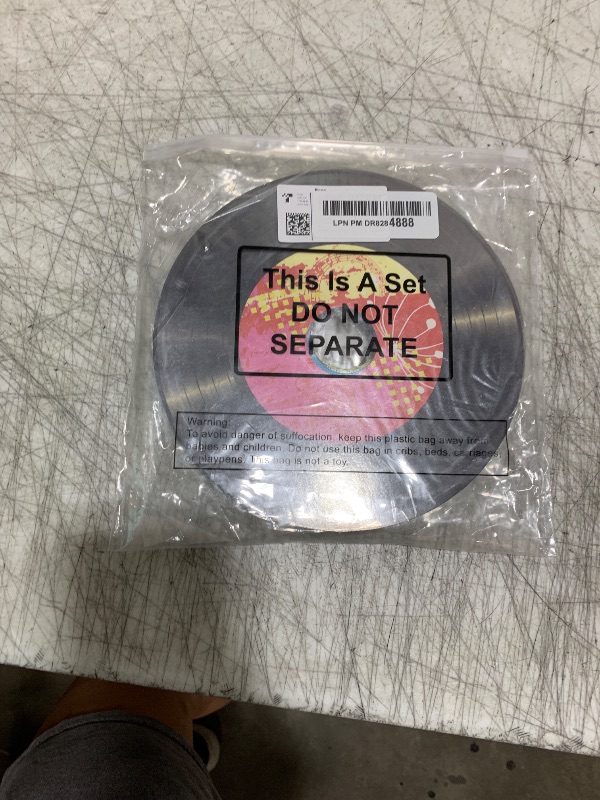 LPN PM DR8284888
This Is A Set
DO NOT
SEPARATE
Warning:
To avoid danger of suffocation, keep this plastic bag away from
babies and children. Do not use this bag in cribs, beds, carriages,
or playpens. This bag is not a toy.